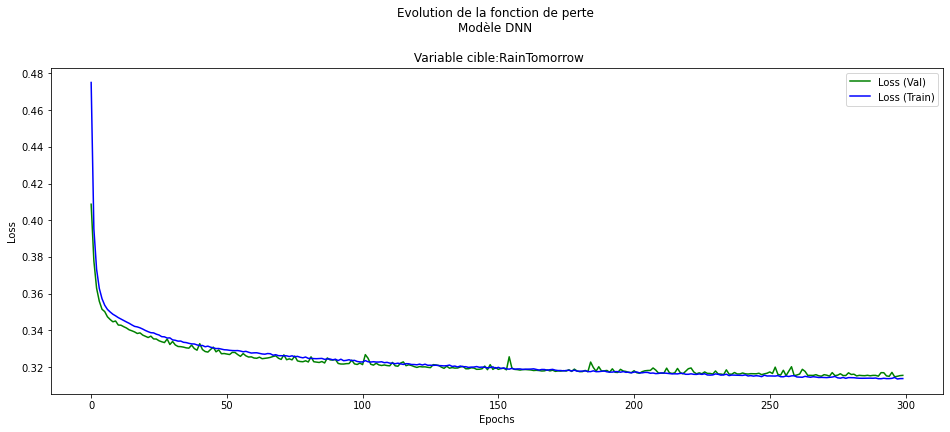 Evolution de la fonction de perte
Modèle DNN
Variable cible:RainTomorrow
Loss (Val)
Loss (Train)
0.48
0.46
0.44
0.42
0.40
0.38
0.36
0.34
0.32
Loss
0
50
100
150
200
250
300
Epochs